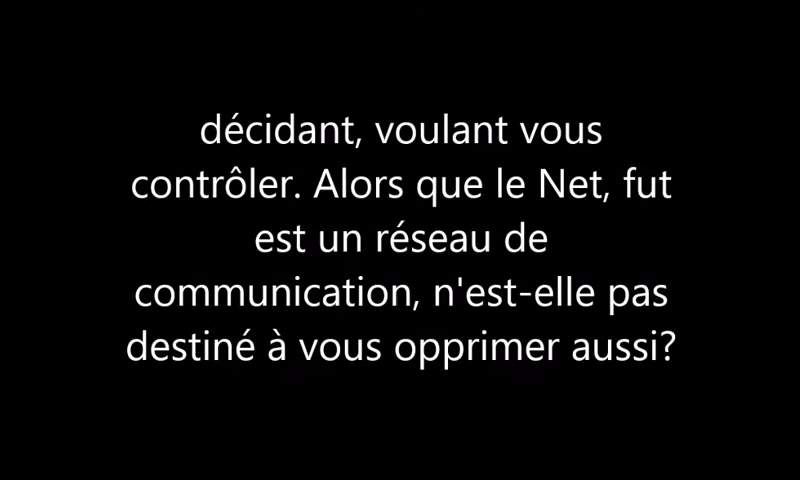 décidant, voulant vous
contrôler. Alors que le Net, fut
est un réseau de
communication, n'est-elle pas
destiné à vous opprimer aussi?